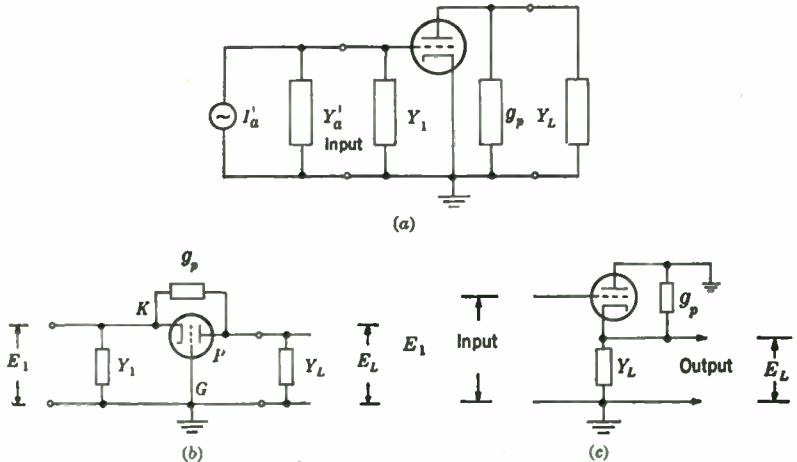 I'a Y'a Y1 gp YL
Input
(a)
gp
K
E1 Y1 P YL EL
G
(b)
E1 Input
gp
YL Output EL
(c)